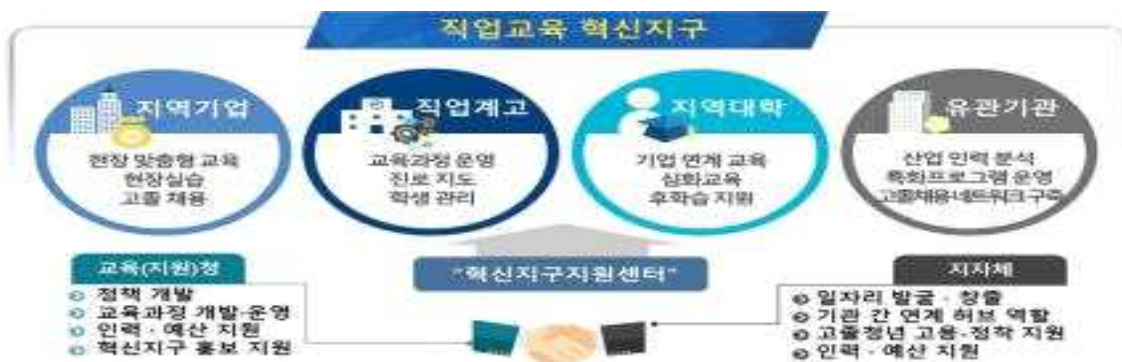 직업교육 혁신지구
지역기업
현장 맞춤형 교육
현장실습
고졸 채용
직업계고
교육과정 운영
진로 지도
학생 관리
지역대학
기업 연계 교육
심화교육
후학습 지원
유관기관
산업 인력 분석
특화프로그램 운영
고졸채용네트워크 구축
교육(지원)청
정책 개발
교육과정 개발·운영
인력·예산 지원
혁신지구 홍보 지원
"혁신지구지원센터"
지자체
일자리 발굴·창출
기관 간 연계 허브 역할
고졸청년 고용·정착 지원
인력·예산 지원